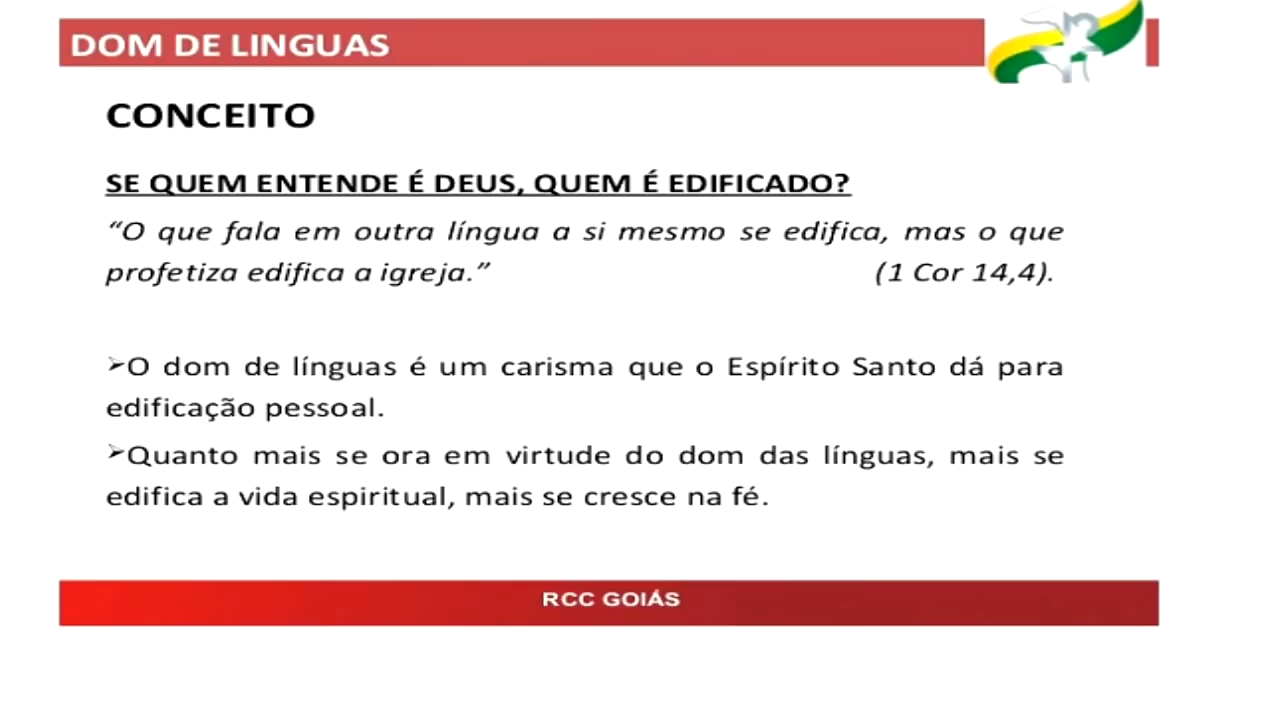 DOM DE LINGUAS
CONCEITO
SE QUEM ENTENDE É DEUS, QUEM É EDIFICADO?
“O que fala em outra língua a si mesmo se edifica, mas o que
profetiza edifica a igreja.” (1 Cor 14,4).
➢O dom de línguas é um carisma que o Espírito Santo dá para
edificação pessoal.
➢Quanto mais se ora em virtude do dom das línguas, mais se
edifica a vida espiritual, mais se cresce na fé.
RCC GOIÁS